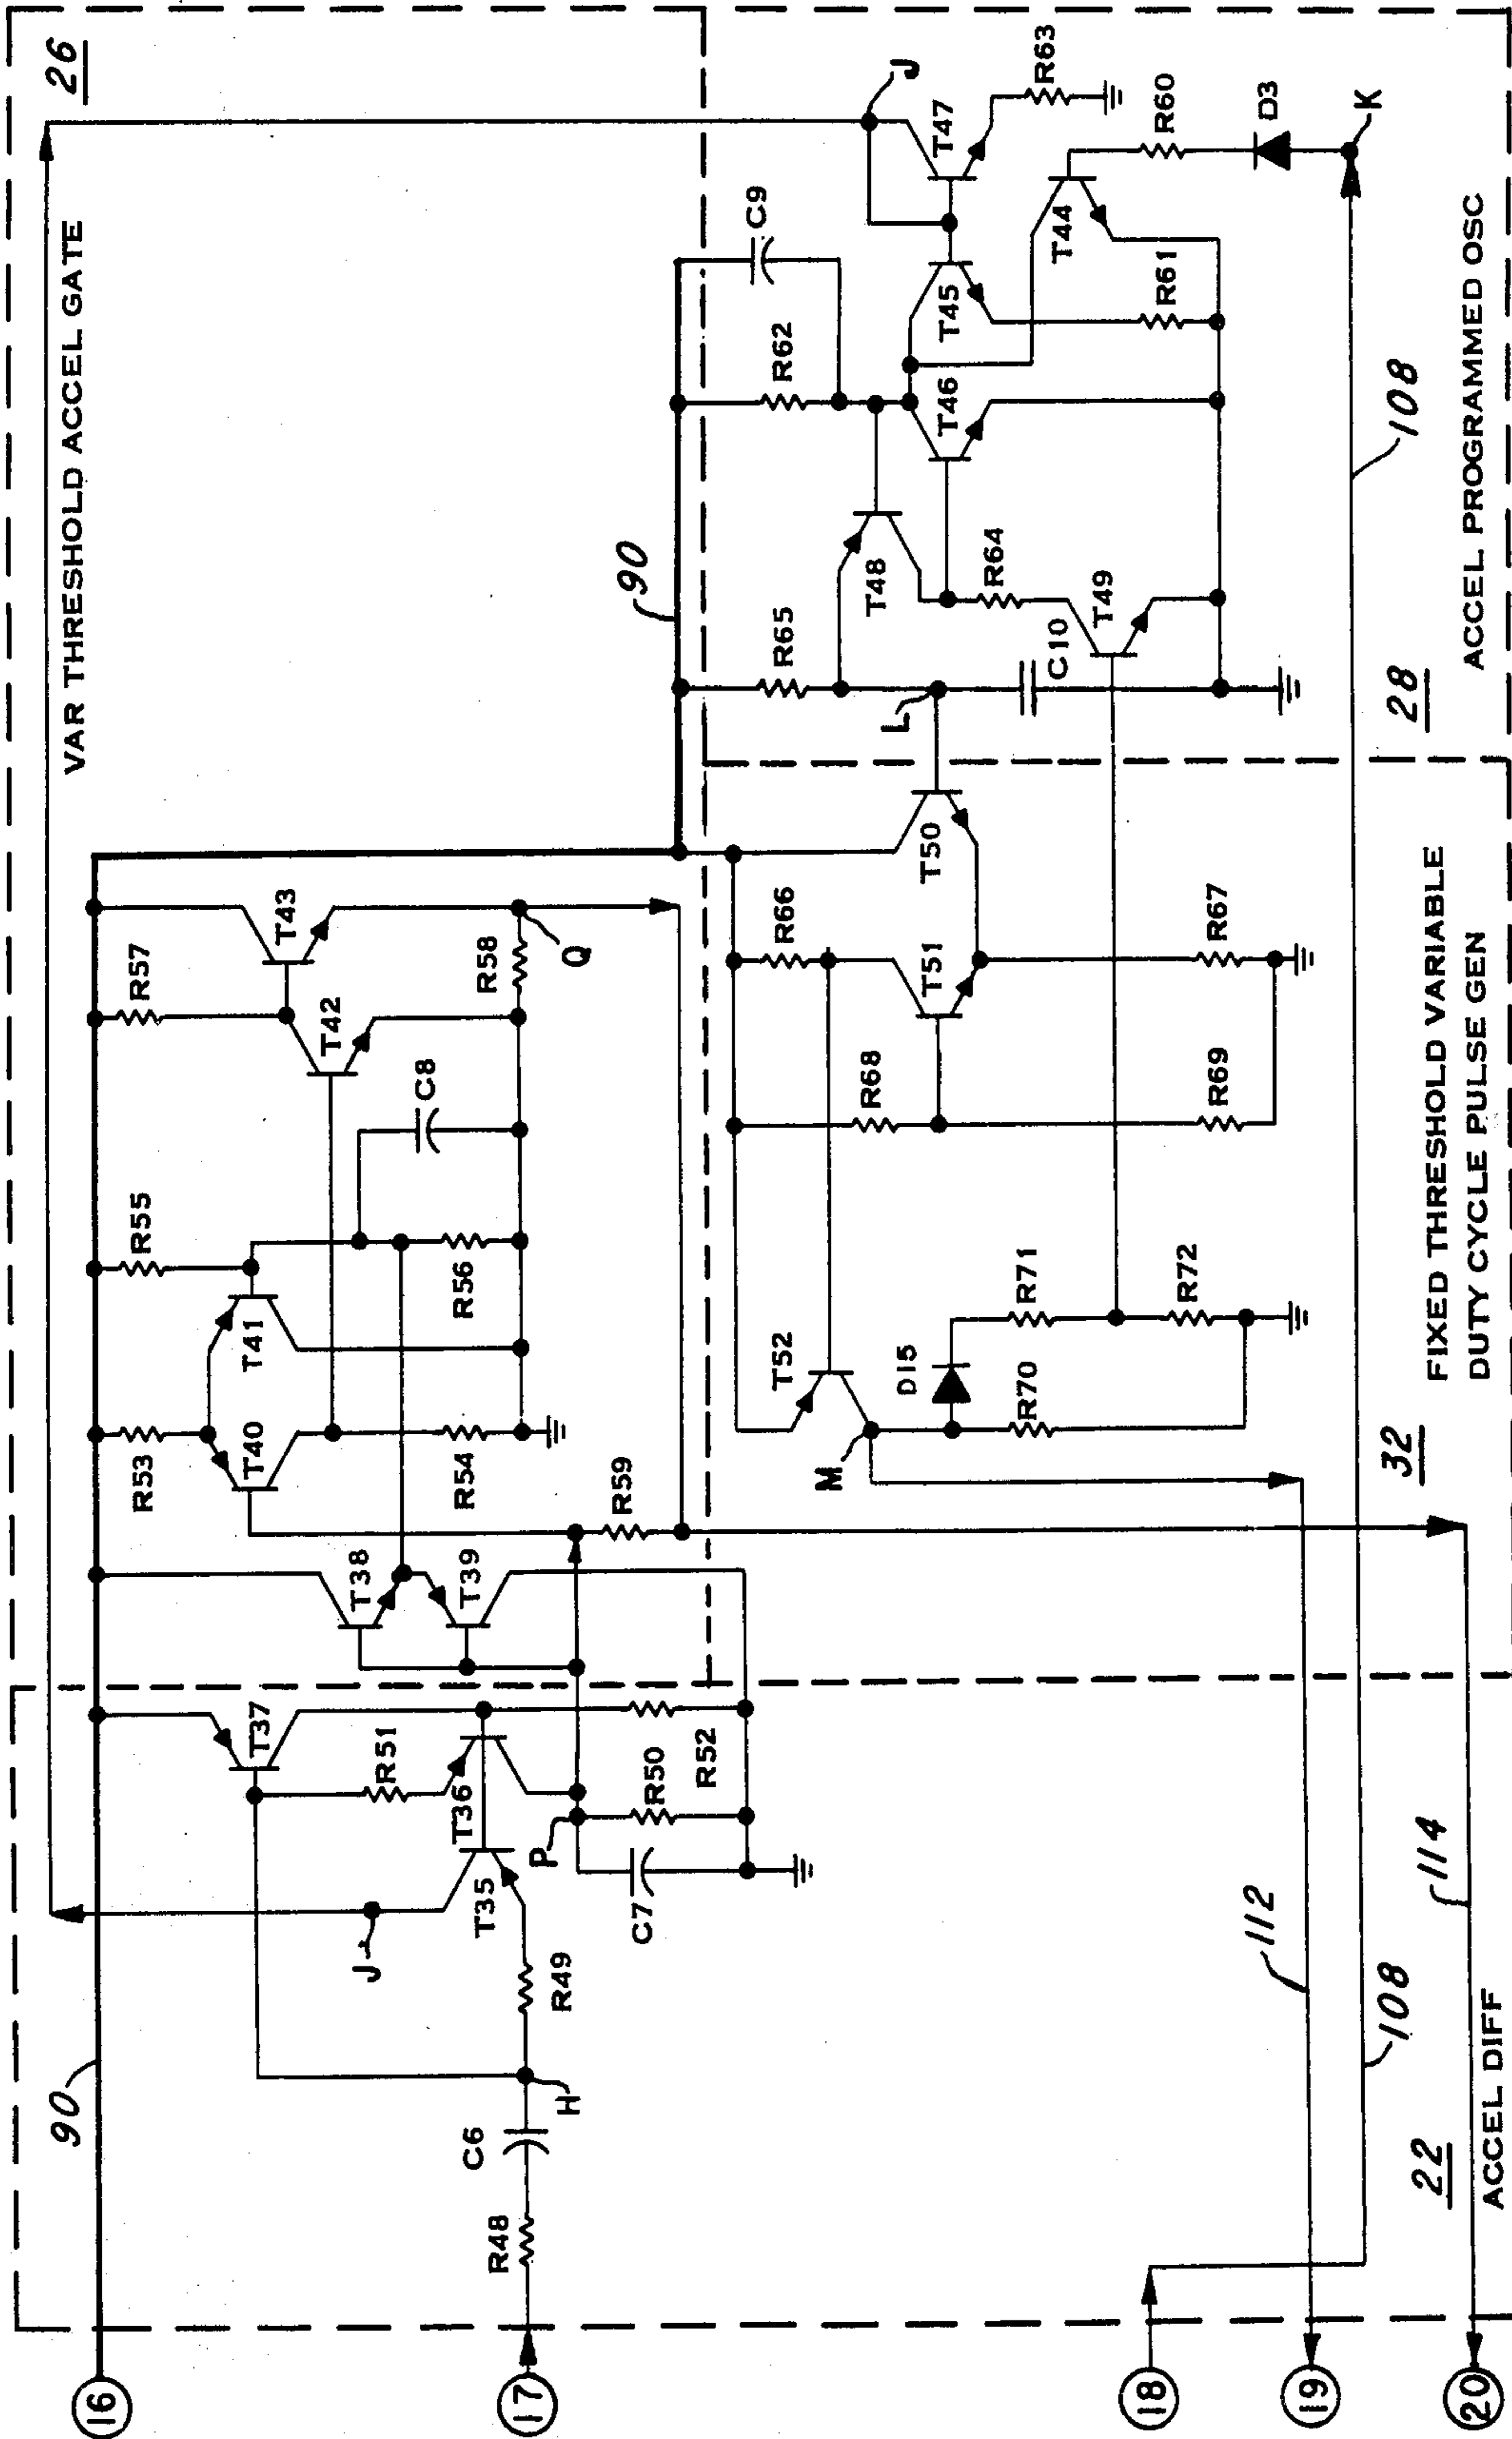 VAR THRESHOLD ACCEL GATE
26
90
16
R53
R55
R57
T37
T40
T41
T42
T43
R51
T38
T39
R54
R56
C8
R58
Q
J
T36
T35
R59
H
P
C6
R48
R49
C7
R50
R52
17
90
R62
C9
J
T47
R63
R65
T48
T46
T45
T44
R60
D3
K
L
R64
R61
C10
T49
28
ACCEL PROGRAMMED OSC
108
T52
R66
T50
T51
R68
R67
R69
D15
R71
R70
R72
M
32
FIXED THRESHOLD VARIABLE
DUTY CYCLE PULSE GEN
112
108
114
22
ACCEL DIFF
18
19
20